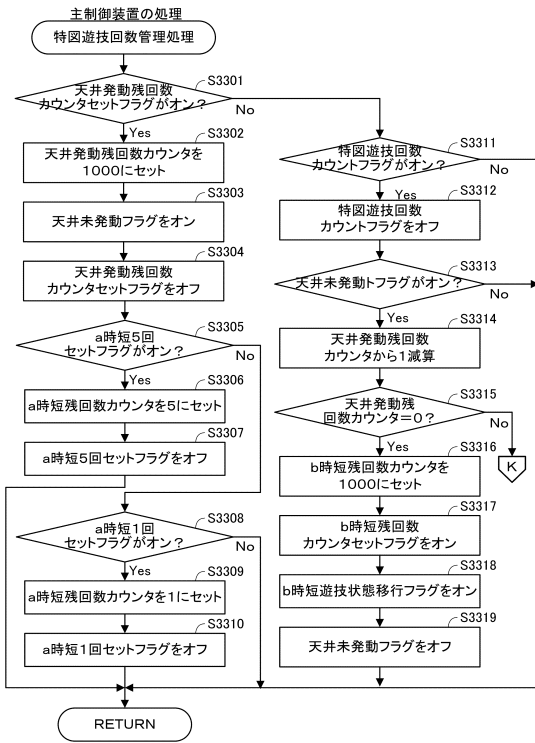 主制御装置の処理
特図遊技回数管理処理
天井発動残回数
カウンタセットフラグがオン？
S3301
No
Yes
S3302
天井発動残回数カウンタを
1000にセット
S3303
天井未発動フラグをオン
S3304
天井発動残回数
カウンタセットフラグをオフ
S3305
a時短5回
セットフラグがオン？
No
Yes
S3306
a時短残回数カウンタを5にセット
S3307
a時短5回セットフラグをオフ
S3308
a時短1回
セットフラグがオン？
No
Yes
S3309
a時短残回数カウンタを1にセット
S3310
a時短1回セットフラグをオフ
RETURN
S3311
特図遊技回数
カウントフラグがオン？
No
Yes
S3312
特図遊技回数
カウントフラグをオフ
S3313
天井未発動トフラグがオン？
No
Yes
S3314
天井発動残回数
カウンタから1減算
S3315
天井発動残
回数カウンタ＝0？
No
K
Yes
S3316
b時短残回数カウンタを
1000にセット
S3317
b時短残回数
カウンタセットフラグをオン
S3318
b時短遊技状態移行フラグをオン
S3319
天井未発動フラグをオフ